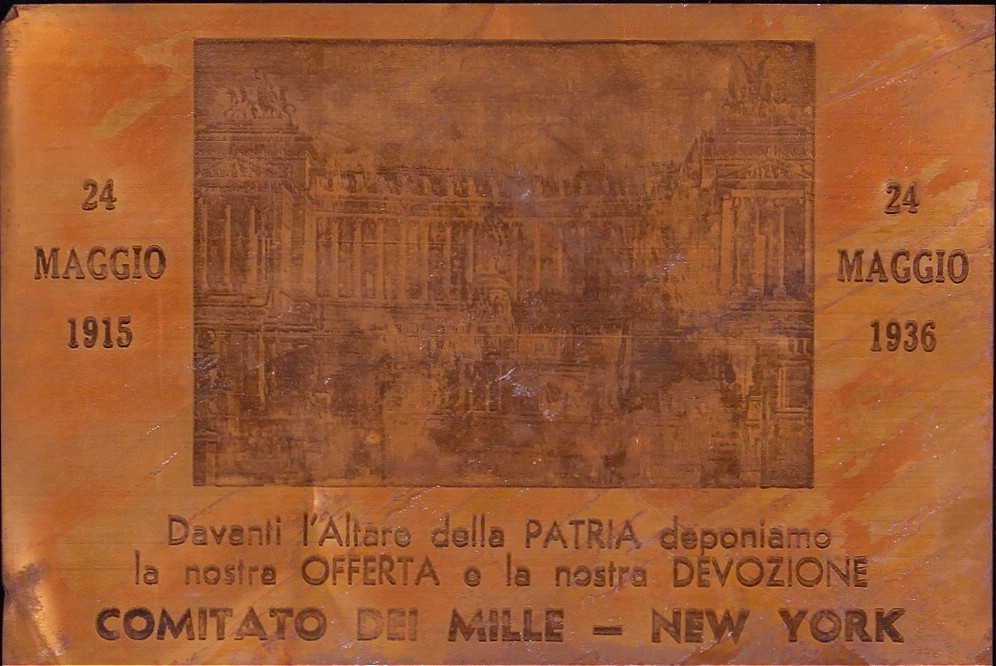 24
MAGGIO
1915
24
MAGGIO
1936
Davanti l'Altare della PATRIA deponiamo
la nostra OFFERTA e la nostra DEVOZIONE
COMITATO DEI MILLE – NEW YORK